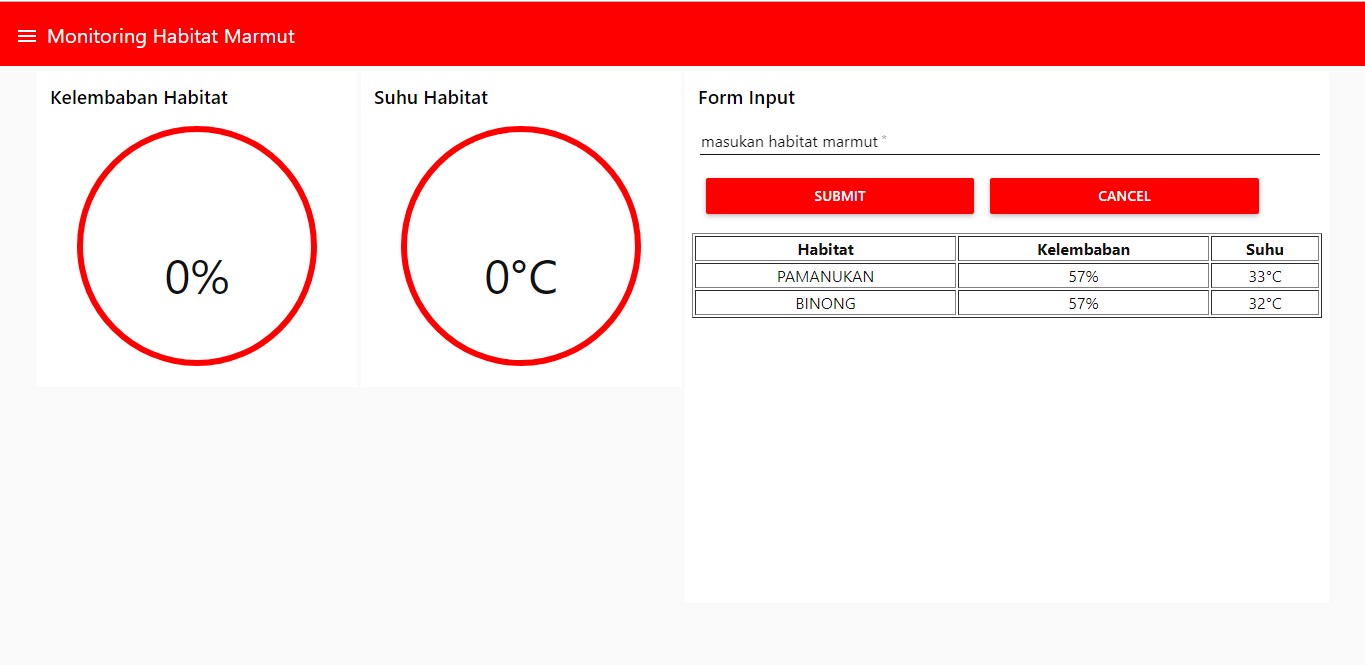 Monitoring Habitat Marmut
Kelembaban Habitat
0%
Suhu Habitat
0°C
Form Input
masukan habitat marmut *
SUBMIT CANCEL
Habitat Kelembaban Suhu
PAMANUKAN 57% 33°C
BINONG 57% 32°C